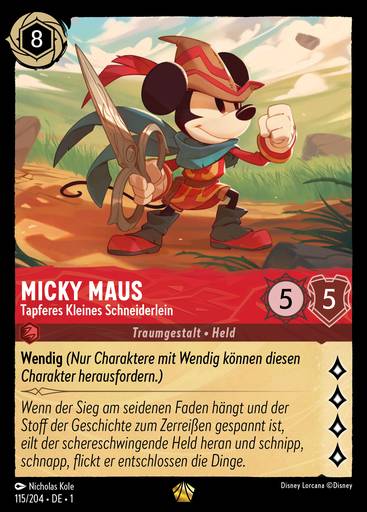 8
MICKY MAUS
Tapferes Kleines Schneiderlein
5
5
Traumgestalt • Held
Wendig (Nur Charaktere mit Wendig können diesen
Charakter herausfordern.)
Wenn der Sieg am seidenen Faden hängt und der
Stoff der Geschichte zum Zerreißen gespannt ist,
eilt der schereschwingende Held heran und schnipp,
schnapp, flickt er entschlossen die Dinge.
Nicholas Kole
115/204 • DE • 1
Disney Lorcana ©Disney